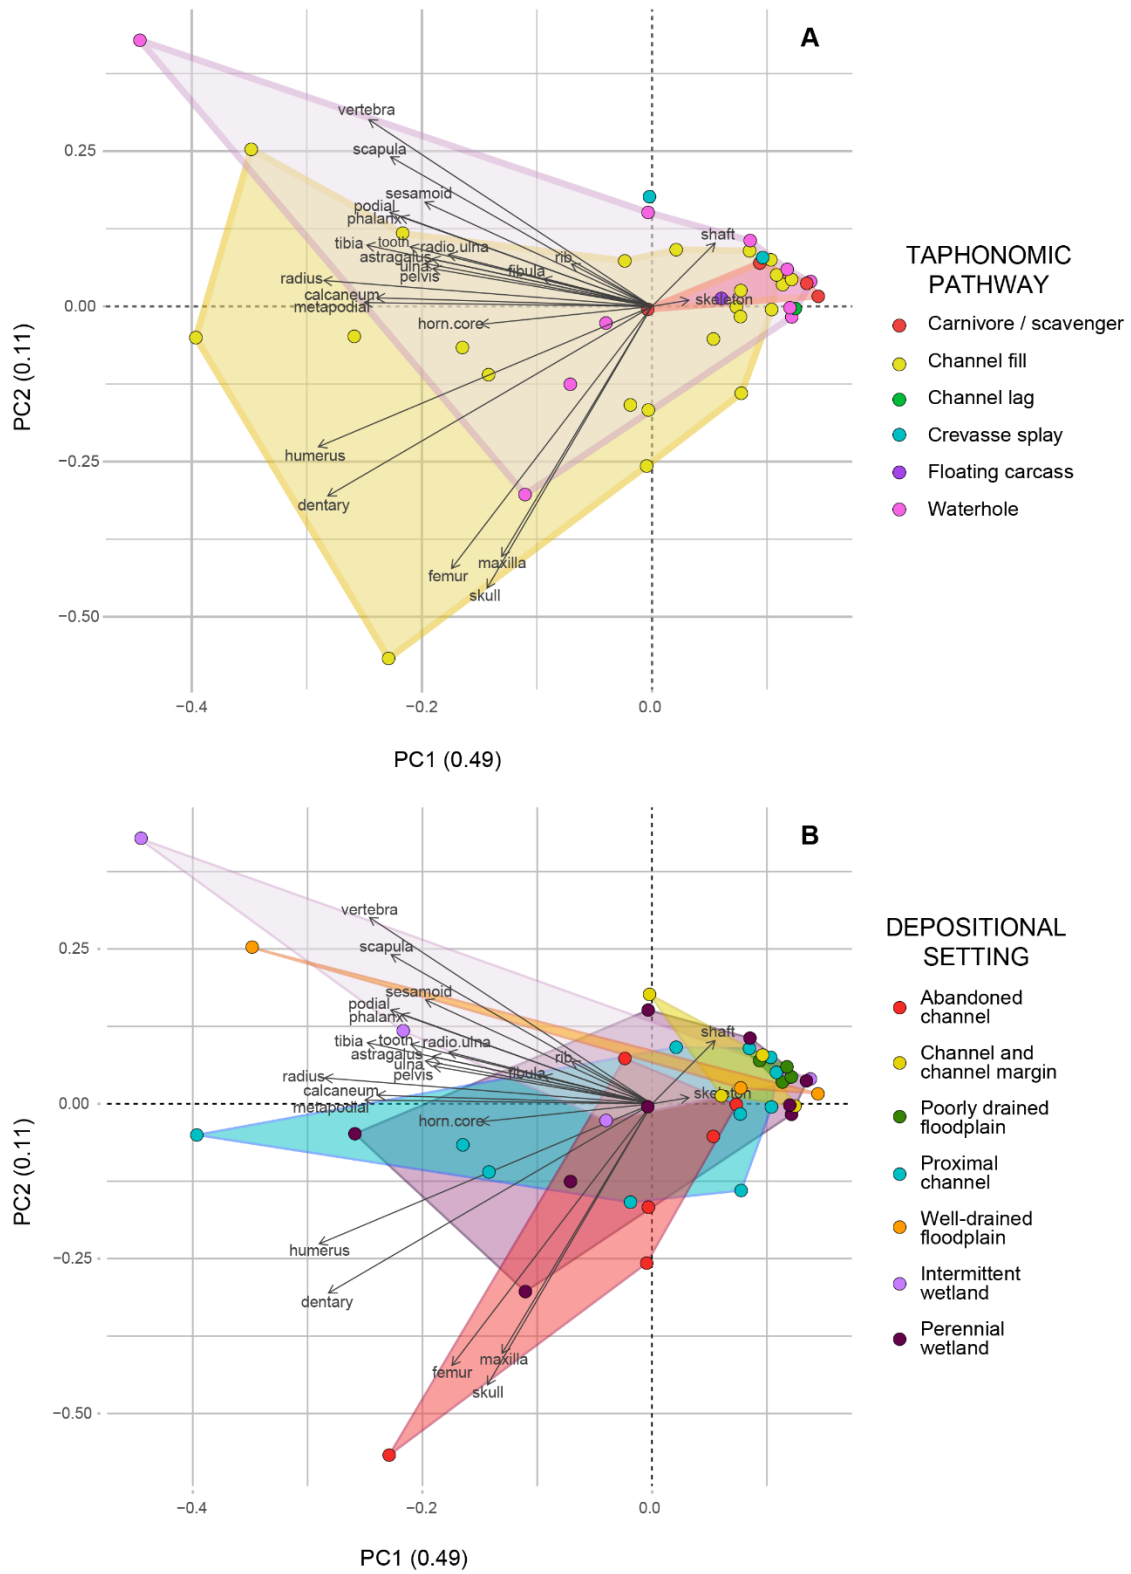 A
vertebra
0.25
scapula
sesamoid
podial
phalanx
shaft
tibia
tooth
radio.ulna
astragalus
rib
ulna
fibula
pelvis
radius
calcaneum
skeleton
0.00
metapodial
horn.core
PC2 (0.11)
−0.25
humerus
dentary
maxilla
femur
skull
−0.50
−0.4
−0.2
0.0
PC1 (0.49)
TAPHONOMIC
PATHWAY
Carnivore / scavenger
Channel fill
Channel lag
Crevasse splay
Floating carcass
Waterhole
B
vertebra
0.25
scapula
sesamoid
podial
phalanx
shaft
tibia
tooth
radio.ulna
astragalus
rib
ulna
fibula
pelvis
radius
calcaneum
skeleton
0.00
metapodial
horn.core
PC2 (0.11)
−0.25
humerus
dentary
maxilla
femur
skull
−0.50
−0.4
−0.2
0.0
PC1 (0.49)
DEPOSITIONAL
SETTING
Abandoned
channel
Channel and
channel margin
Poorly drained
floodplain
Proximal
channel
Well-drained
floodplain
Intermittent
wetland
Perennial
wetland